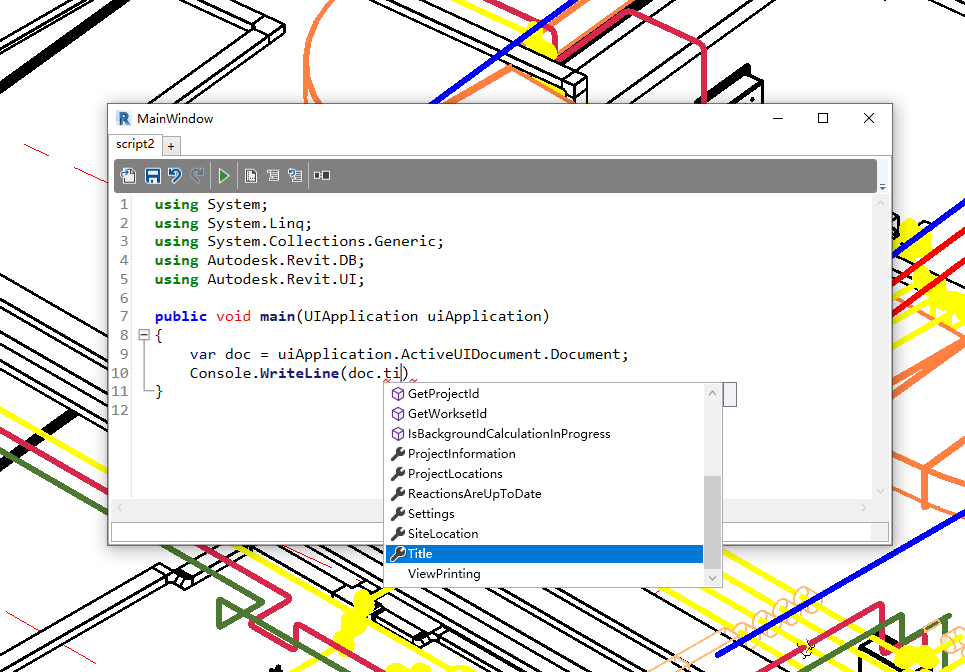 MainWindow
script2 +
1 using System;
2 using System.Linq;
3 using System.Collections.Generic;
4 using Autodesk.Revit.DB;
5 using Autodesk.Revit.UI;
6
7 public void main(UIApplication uiApplication)
8 {
9 var doc = uiApplication.ActiveUIDocument.Document;
10 Console.WriteLine(doc.ti)
11 }
12
GetProjectId
GetWorksetId
IsBackgroundCalculationInProgress
ProjectInformation
ProjectLocations
ReactionsAreUpToDate
Settings
SiteLocation
Title
ViewPrinting